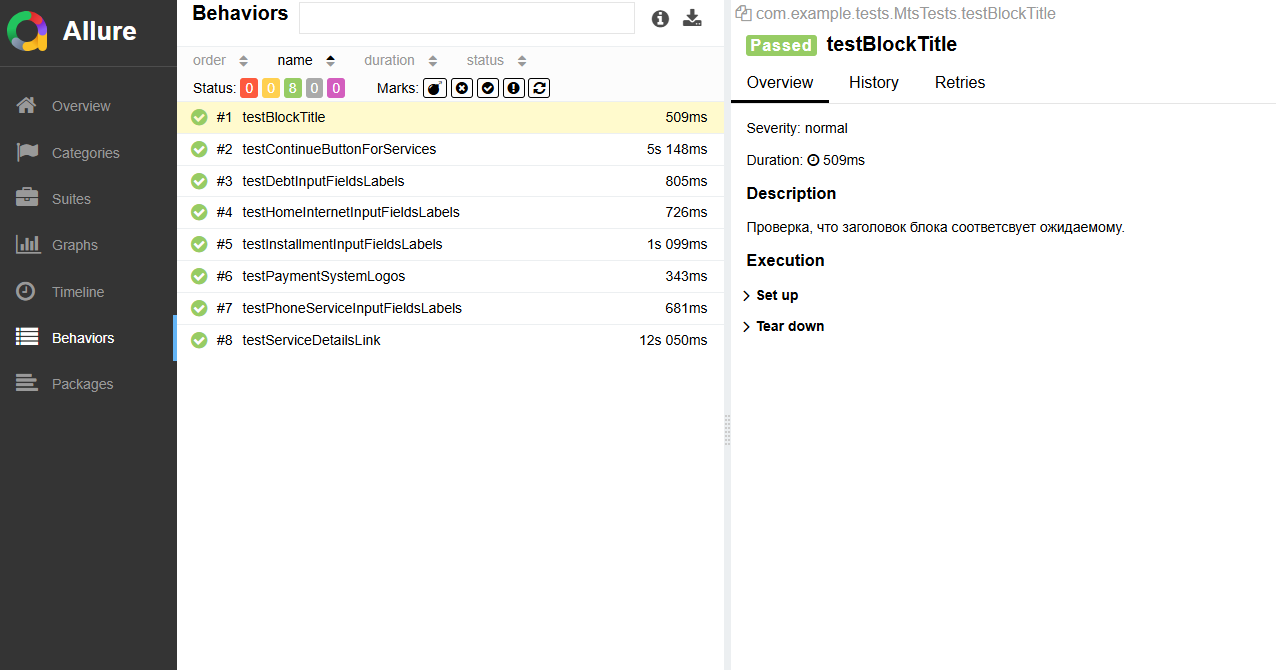 Allure
Overview
Categories
Suites
Graphs
Timeline
Behaviors
Packages
Behaviors
order name duration status
Status: 0 0 8 0 0 Marks:
#1 testBlockTitle 509ms
#2 testContinueButtonForServices 5s 148ms
#3 testDebtInputFieldsLabels 805ms
#4 testHomeInternetInputFieldsLabels 726ms
#5 testInstallmentInputFieldsLabels 1s 099ms
#6 testPaymentSystemLogos 343ms
#7 testPhoneServiceInputFieldsLabels 681ms
#8 testServiceDetailsLink 12s 050ms
com.example.tests.MtsTests.testBlockTitle
Passed testBlockTitle
Overview History Retries
Severity: normal
Duration: 509ms
Description
Проверка, что заголовок блока соответсвует ожидаемому.
Execution
Set up
Tear down